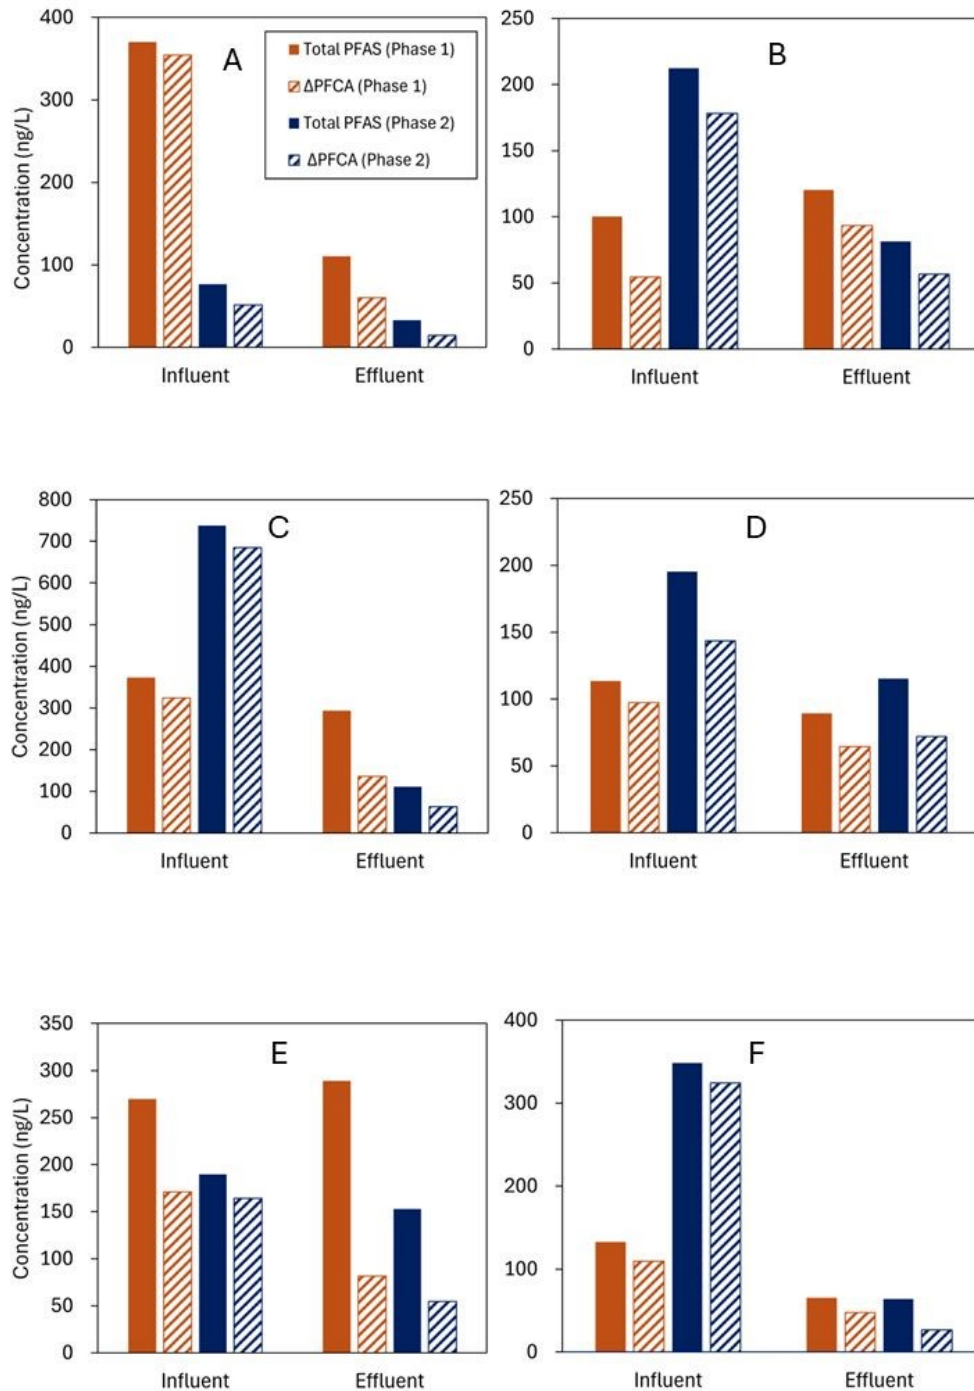 A
Concentration (ng/L)
400
300
200
100
0
Total PFAS (Phase 1)
ΔPFCA (Phase 1)
Total PFAS (Phase 2)
ΔPFCA (Phase 2)
Influent Effluent
B
250
200
150
100
50
0
Influent Effluent
C
Concentration (ng/L)
800
700
600
500
400
300
200
100
0
Influent Effluent
D
250
200
150
100
50
0
Influent Effluent
E
Concentration (ng/L)
350
300
250
200
150
100
50
0
Influent Effluent
F
400
300
200
100
0
Influent Effluent